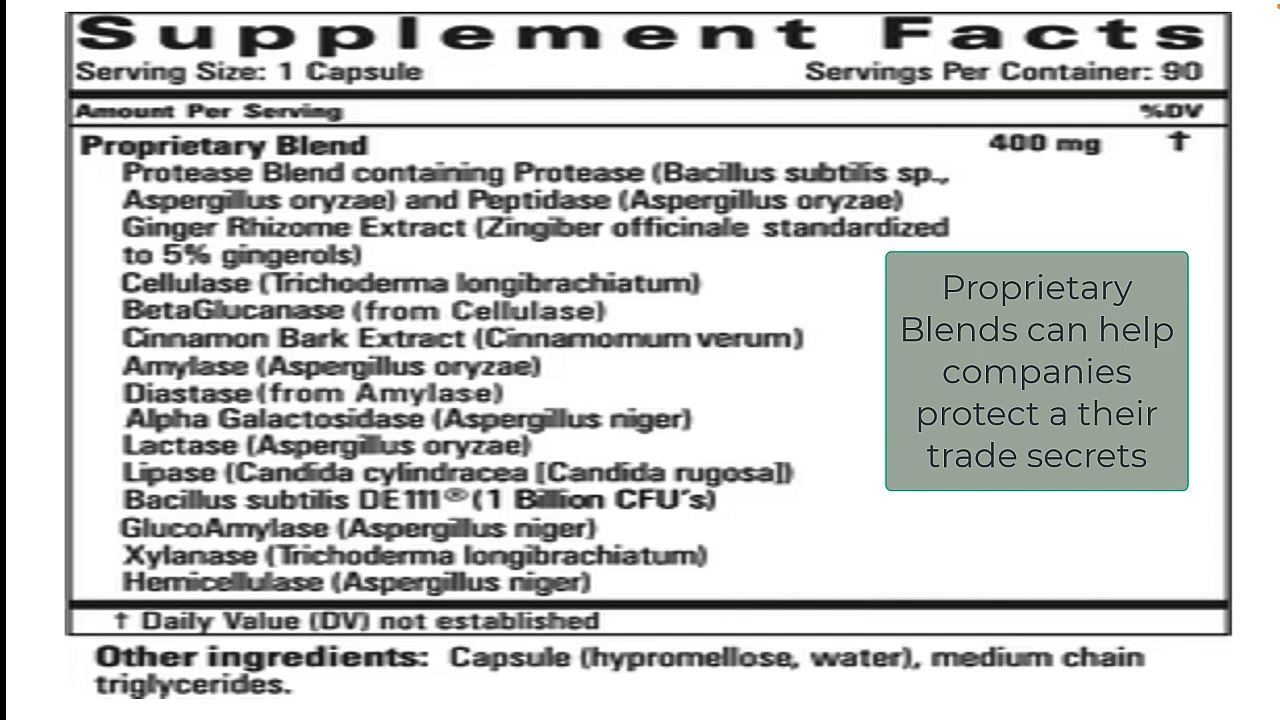 Supplement Facts
Serving Size: 1 Capsule Servings Per Container: 90
Amount Per Serving %DV
Proprietary Blend 400 mg †
Protease Blend containing Protease (Bacillus subtilis sp.,
Aspergillus oryzae) and Peptidase (Aspergillus oryzae)
Ginger Rhizome Extract (Zingiber officinale standardized
to 5% gingerols)
Cellulase (Trichoderma longibrachiatum)
BetaGlucanase (from Cellulase)
Cinnamon Bark Extract (Cinnamomum verum)
Amylase (Aspergillus oryzae)
Diastase (from Amylase)
Alpha Galactosidase (Aspergillus niger)
Lactase (Aspergillus oryzae)
Lipase (Candida cylindracea [Candida rugosa])
Bacillus subtilis DE111® (1 Billion CFU's)
GlucoAmylase (Aspergillus niger)
Xylanase (Trichoderma longibrachiatum)
Hemicellulase (Aspergillus niger)
† Daily Value (DV) not established
Other ingredients: Capsule (hypromellose, water), medium chain
triglycerides.
Proprietary
Blends can help
companies
protect a their
trade secrets